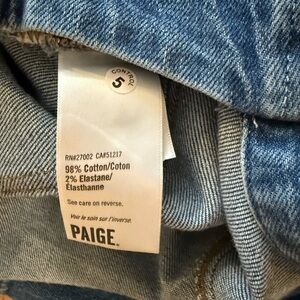 CONTROL
5
RN#27002 CA#51217
98% Cotton/Coton
2% Elastane/
Élasthanne
See care on reverse.
Voir le soin sur l'inverse.
PAIGE.